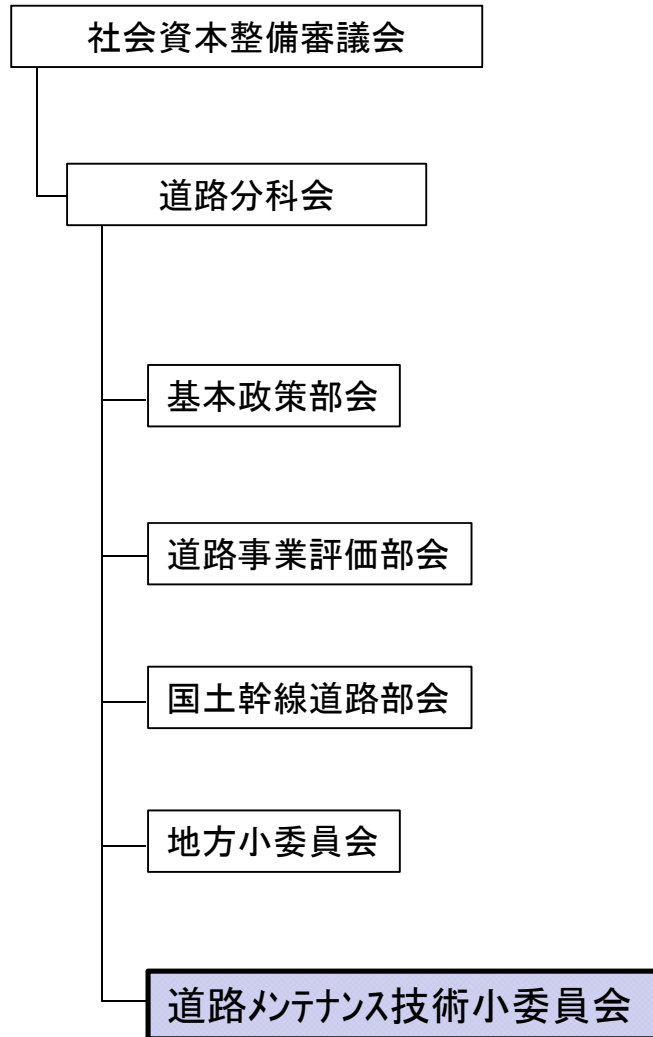 社会資本整備審議会
道路分科会
基本政策部会
道路事業評価部会
国土幹線道路部会
地方小委員会
道路メンテナンス技術小委員会